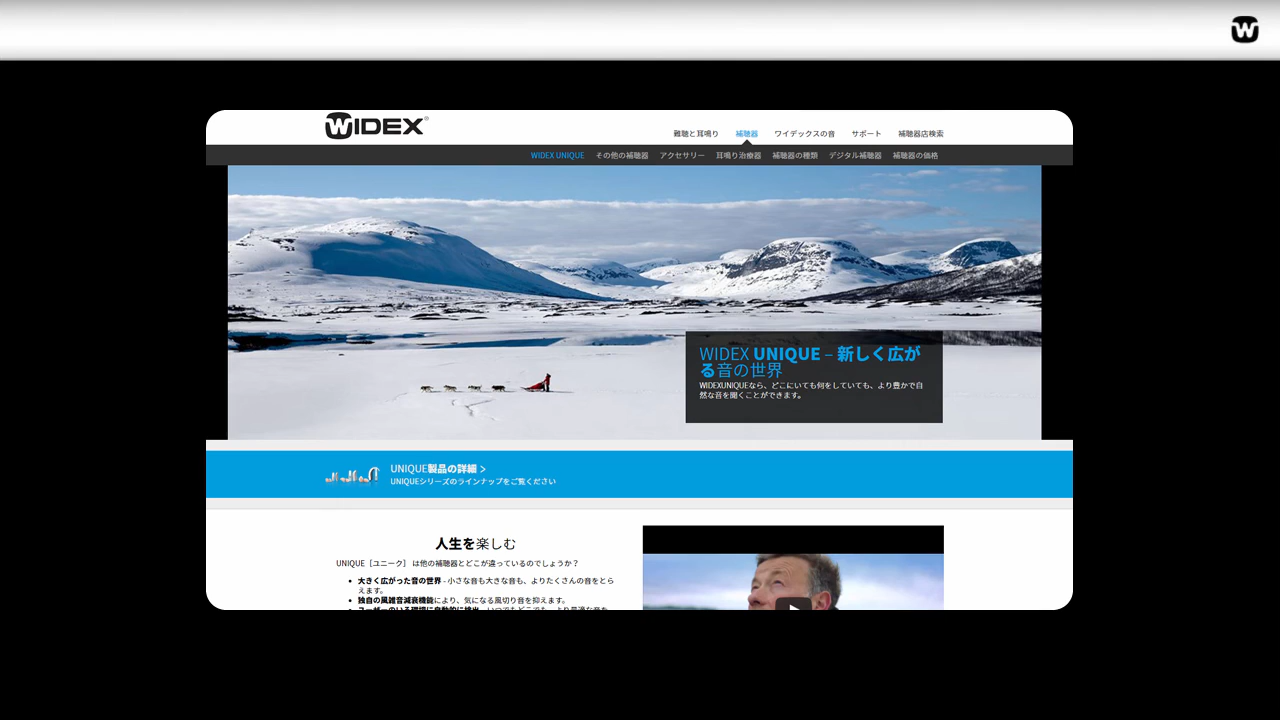 W
WIDEX®
難聴と耳鳴り 補聴器 ワイデックスの音 サポート 補聴器店検索
WIDEX UNIQUE その他の補聴器 アクセサリー 耳鳴り治療器 補聴器の種類 デジタル補聴器 補聴器の価格
WIDEX UNIQUE – 新しく広が
る音の世界
WIDEXUNIQUEなら、どこにいても何をしていても、より豊かで自
然な音を聞くことができます。
UNIQUE製品の詳細 >
UNIQUEシリーズのラインナップをご覧ください
人生を楽しむ
UNIQUE［ユニーク］ は他の補聴器とどこが違っているのでしょうか？
• 大きく広がった音の世界 - 小さな音も大きな音も、よりたくさんの音をとら
えます。
• 独自の風雑音減衰機能により、気になる風切り音を抑えます。